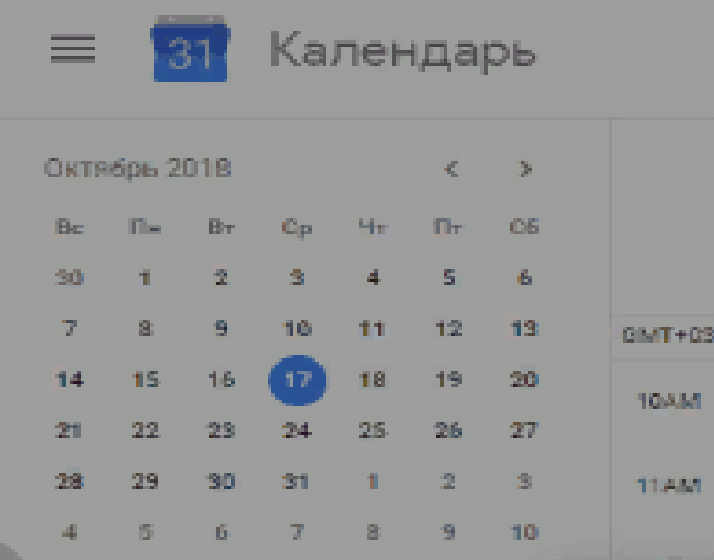 31 Календарь
Октябрь 2018 < >
Вс Пн Вт Ср Чт Пт Сб
30 1 2 3 4 5 6
7 8 9 10 11 12 13
GMT+03
14 15 16 17 18 19 20
10AM
21 22 23 24 25 26 27
28 29 30 31 1 2 3
11AM
4 5 6 7 8 9 10